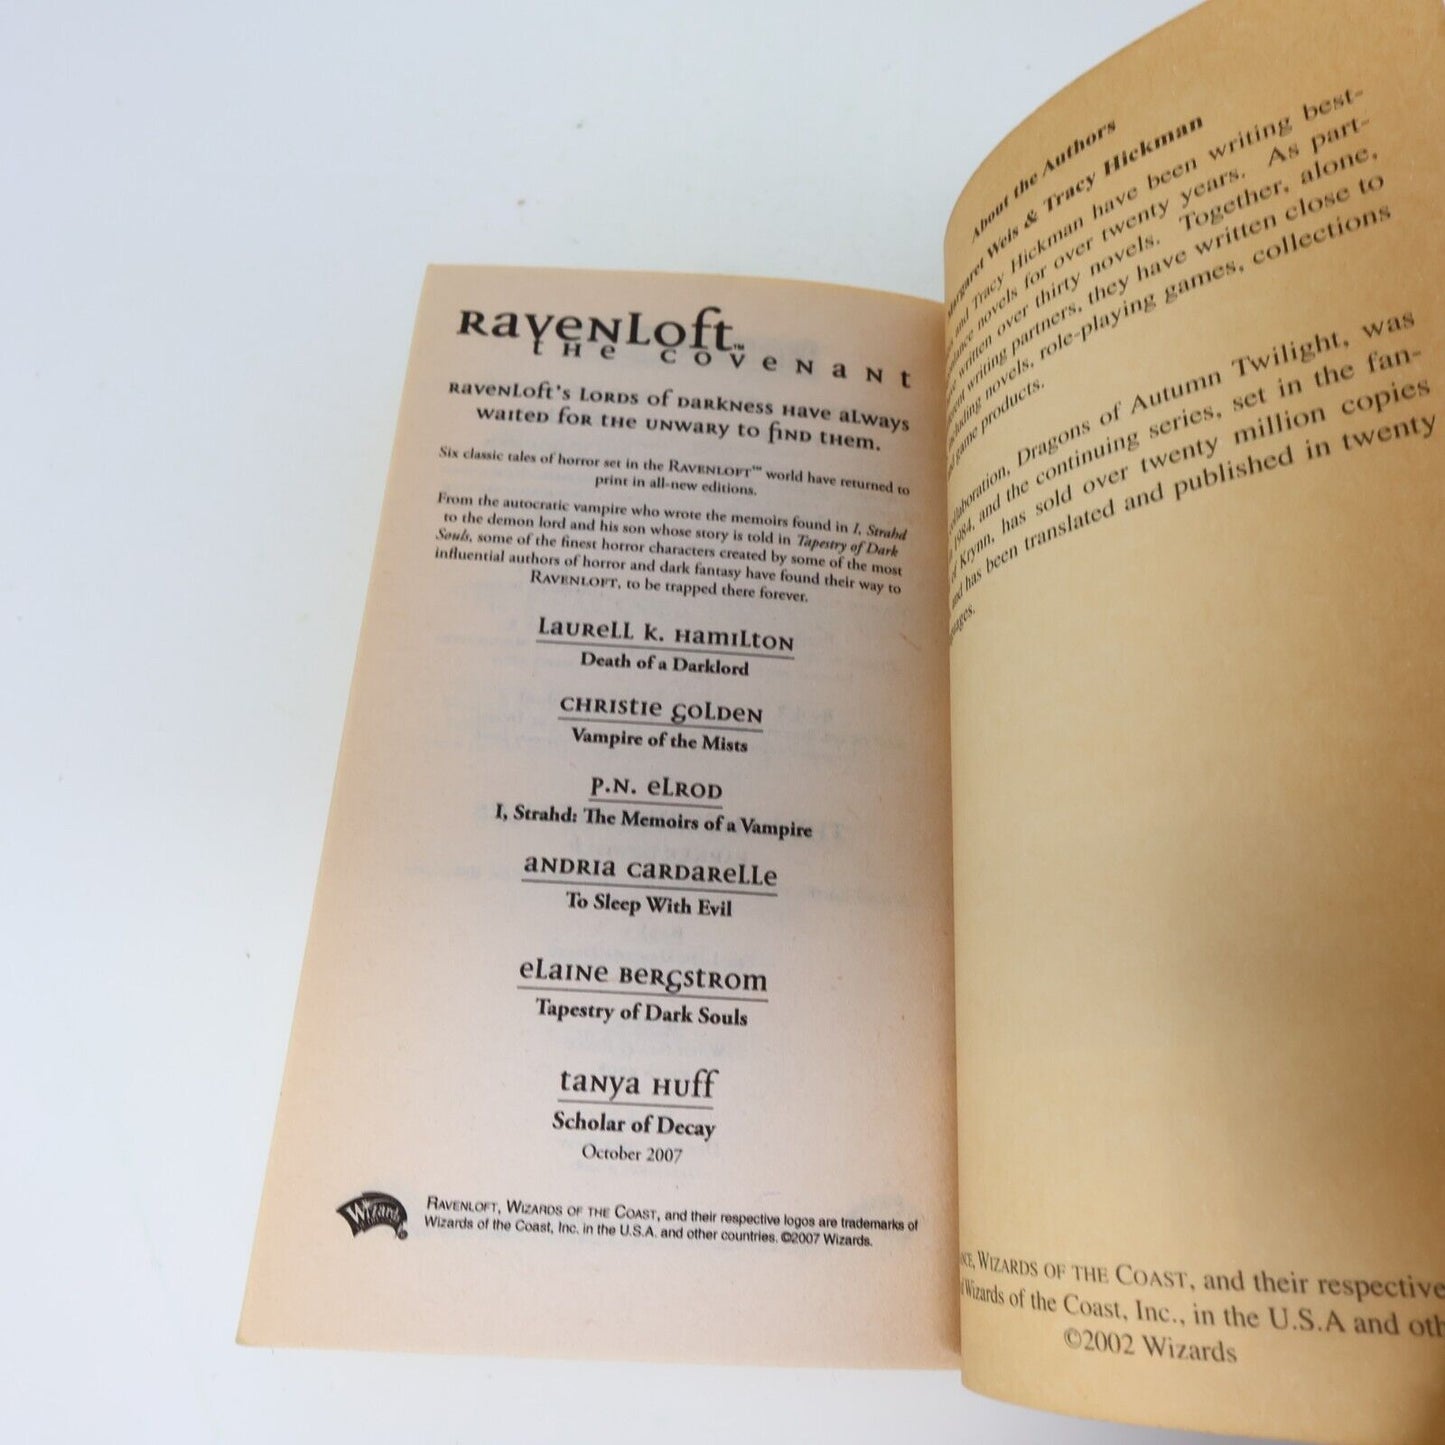 RavenLoft™
the covenant
RavenLoft's Lords of Darkness Have always
waited for the unwary to find them.
Six classic tales of horror set in the RAVENLOFT™ world have returned to
print in all-new editions.
From the autocratic vampire who wrote the memoirs found in I, Strahd
to the demon lord and his son whose story is told in Tapestry of Dark
Souls, some of the finest horror characters created by some of the most
influential authors of horror and dark fantasy have found their way to
RAVENLOFT, to be trapped there forever.
Laurell K. Hamilton
Death of a Darklord
Christie Golden
Vampire of the Mists
P.N. Elrod
I, Strahd: The Memoirs of a Vampire
Andria Cardarelle
To Sleep With Evil
Elaine Bergstrom
Tapestry of Dark Souls
Tanya Huff
Scholar of Decay
October 2007
Wizards
RAVENLOFT, WIZARDS OF THE COAST, and their respective logos are trademarks of
Wizards of the Coast, Inc. in the U.S.A. and other countries. ©2007 Wizards.
About the Authors
Margaret Weis & Tracy Hickman
and Tracy Hickman have been writing best-
novels for over twenty years. As part-
written over thirty novels. Together, alone,
writing partners, they have written close to
including novels, role-playing games, collections
game products.
collaboration, Dragons of Autumn Twilight, was
1984, and the continuing series, set in the fan-
of Krynn, has sold over twenty million copies
and has been translated and published in twenty
WIZARDS OF THE COAST, and their respective
Wizards of the Coast, Inc., in the U.S.A and
©2002 Wizards